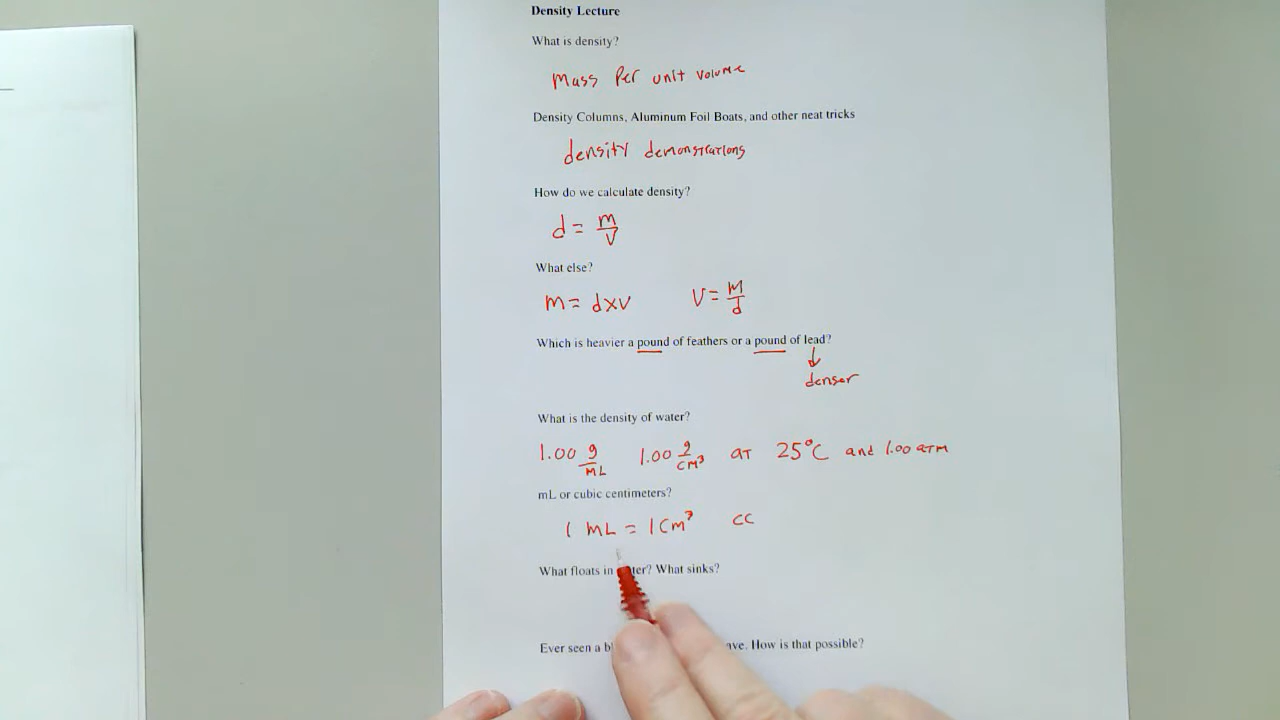 Density Lecture
What is density?
Mass Per unit volume
Density Columns, Aluminum Foil Boats, and other neat tricks
density demonstrations
How do we calculate density?
d = m/V
What else?
m = dxv V = M/d
Which is heavier a pound of feathers or a pound of lead?
↓
denser
What is the density of water?
1.00 g/mL 1.00 g/cm³ at 25°C and 1.00 atm
mL or cubic centimeters?
1 mL = 1 cm³ cc
What floats in What sinks?
Ever seen a How is that possible?